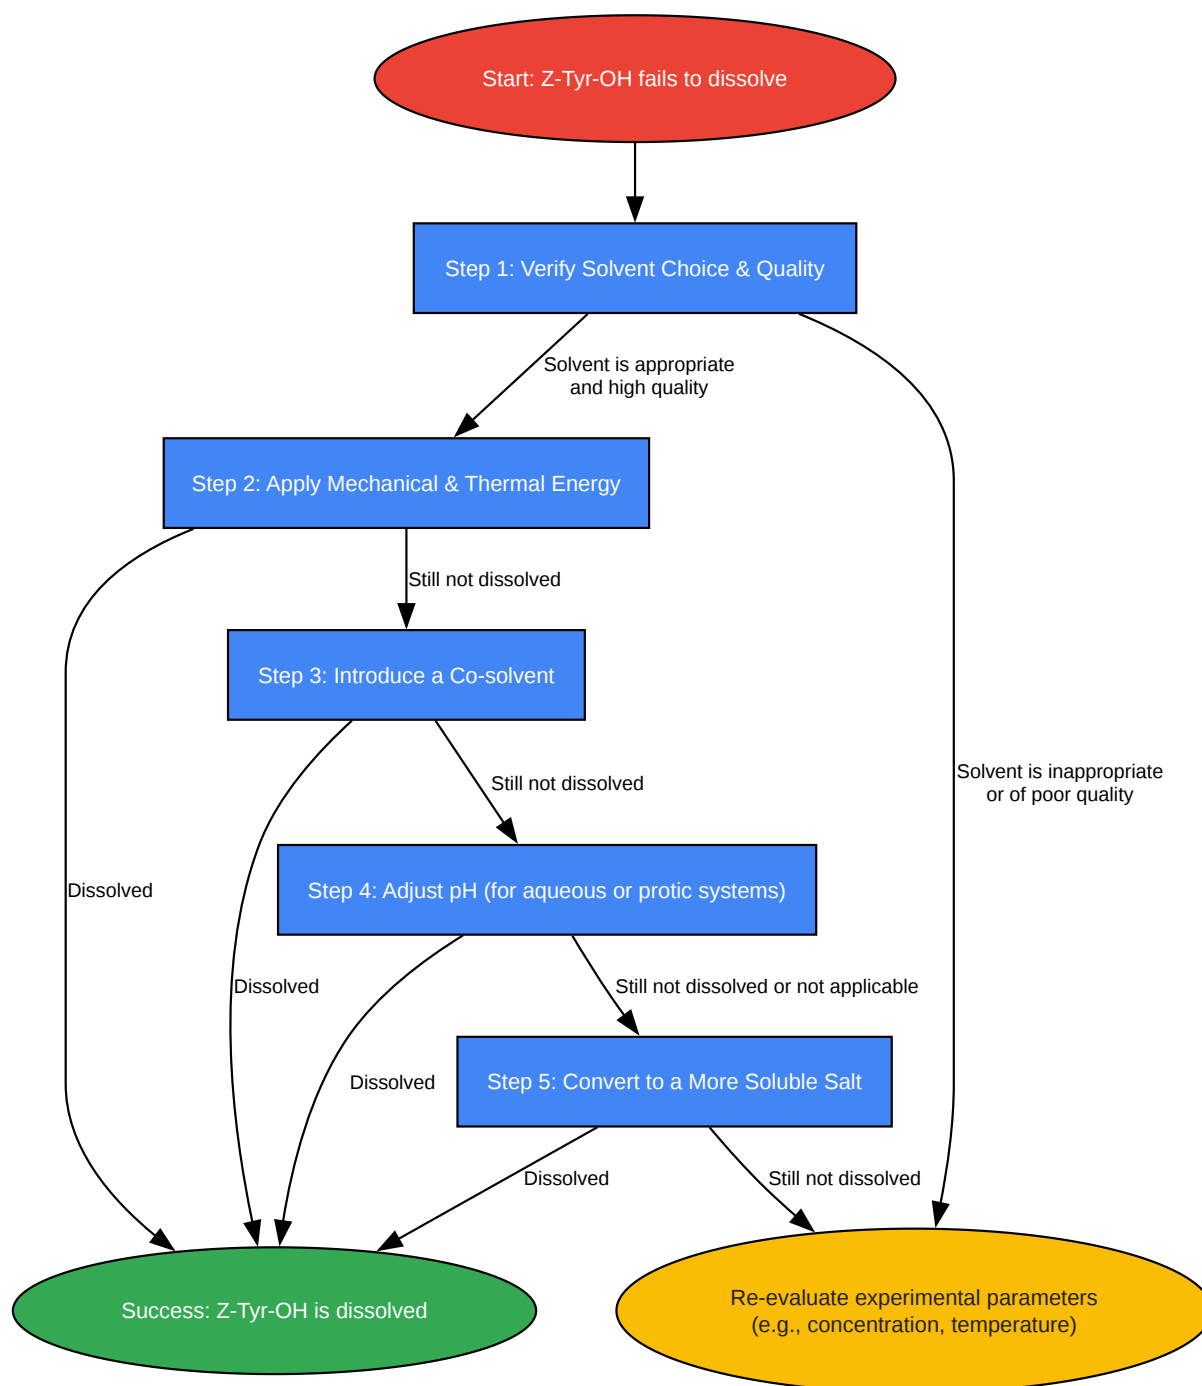 Start: Z-Tyr-OH fails to dissolve
Step 1: Verify Solvent Choice & Quality
Solvent is appropriate
and high quality
Step 2: Apply Mechanical & Thermal Energy
Still not dissolved
Step 3: Introduce a Co-solvent
Still not dissolved
Solvent is inappropriate
or of poor quality
Step 4: Adjust pH (for aqueous or protic systems)
Dissolved
Dissolved
Still not dissolved or not applicable
Dissolved
Step 5: Convert to a More Soluble Salt
Dissolved
Still not dissolved
Success: Z-Tyr-OH is dissolved
Re-evaluate experimental parameters
(e.g., concentration, temperature)